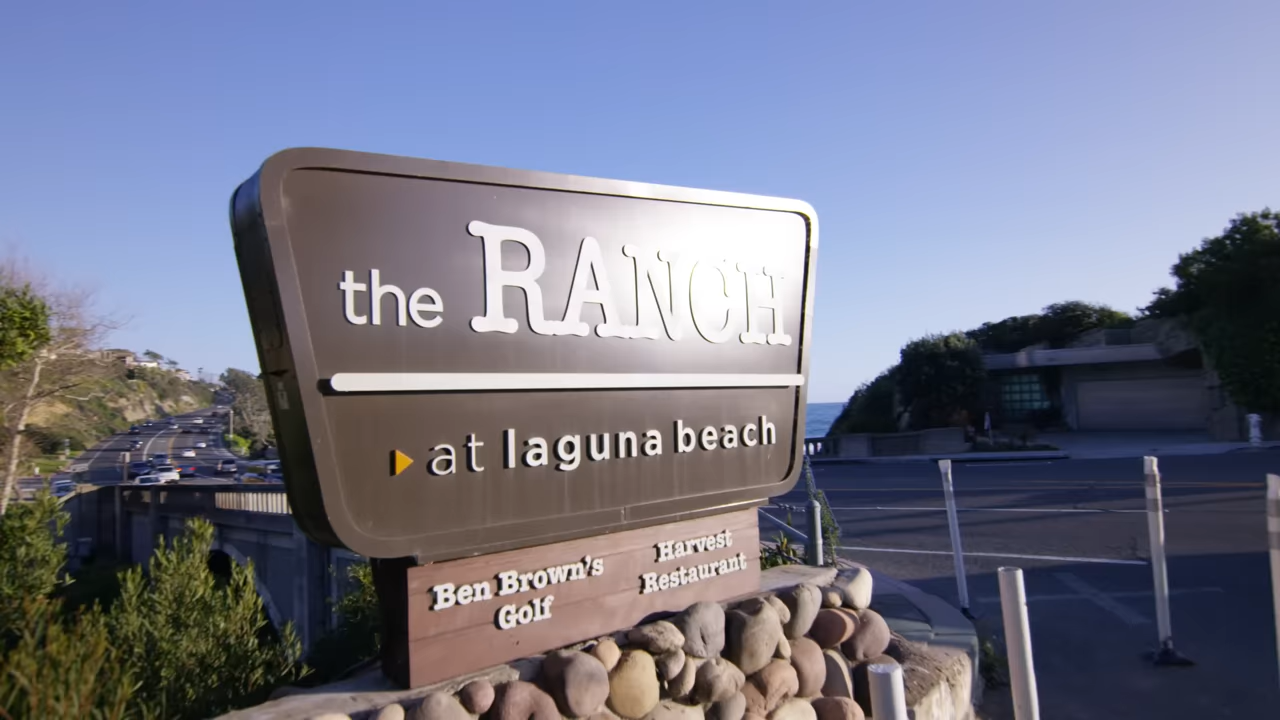 the RANCH
at laguna beach
Ben Brown's
Golf
Harvest
Restaurant